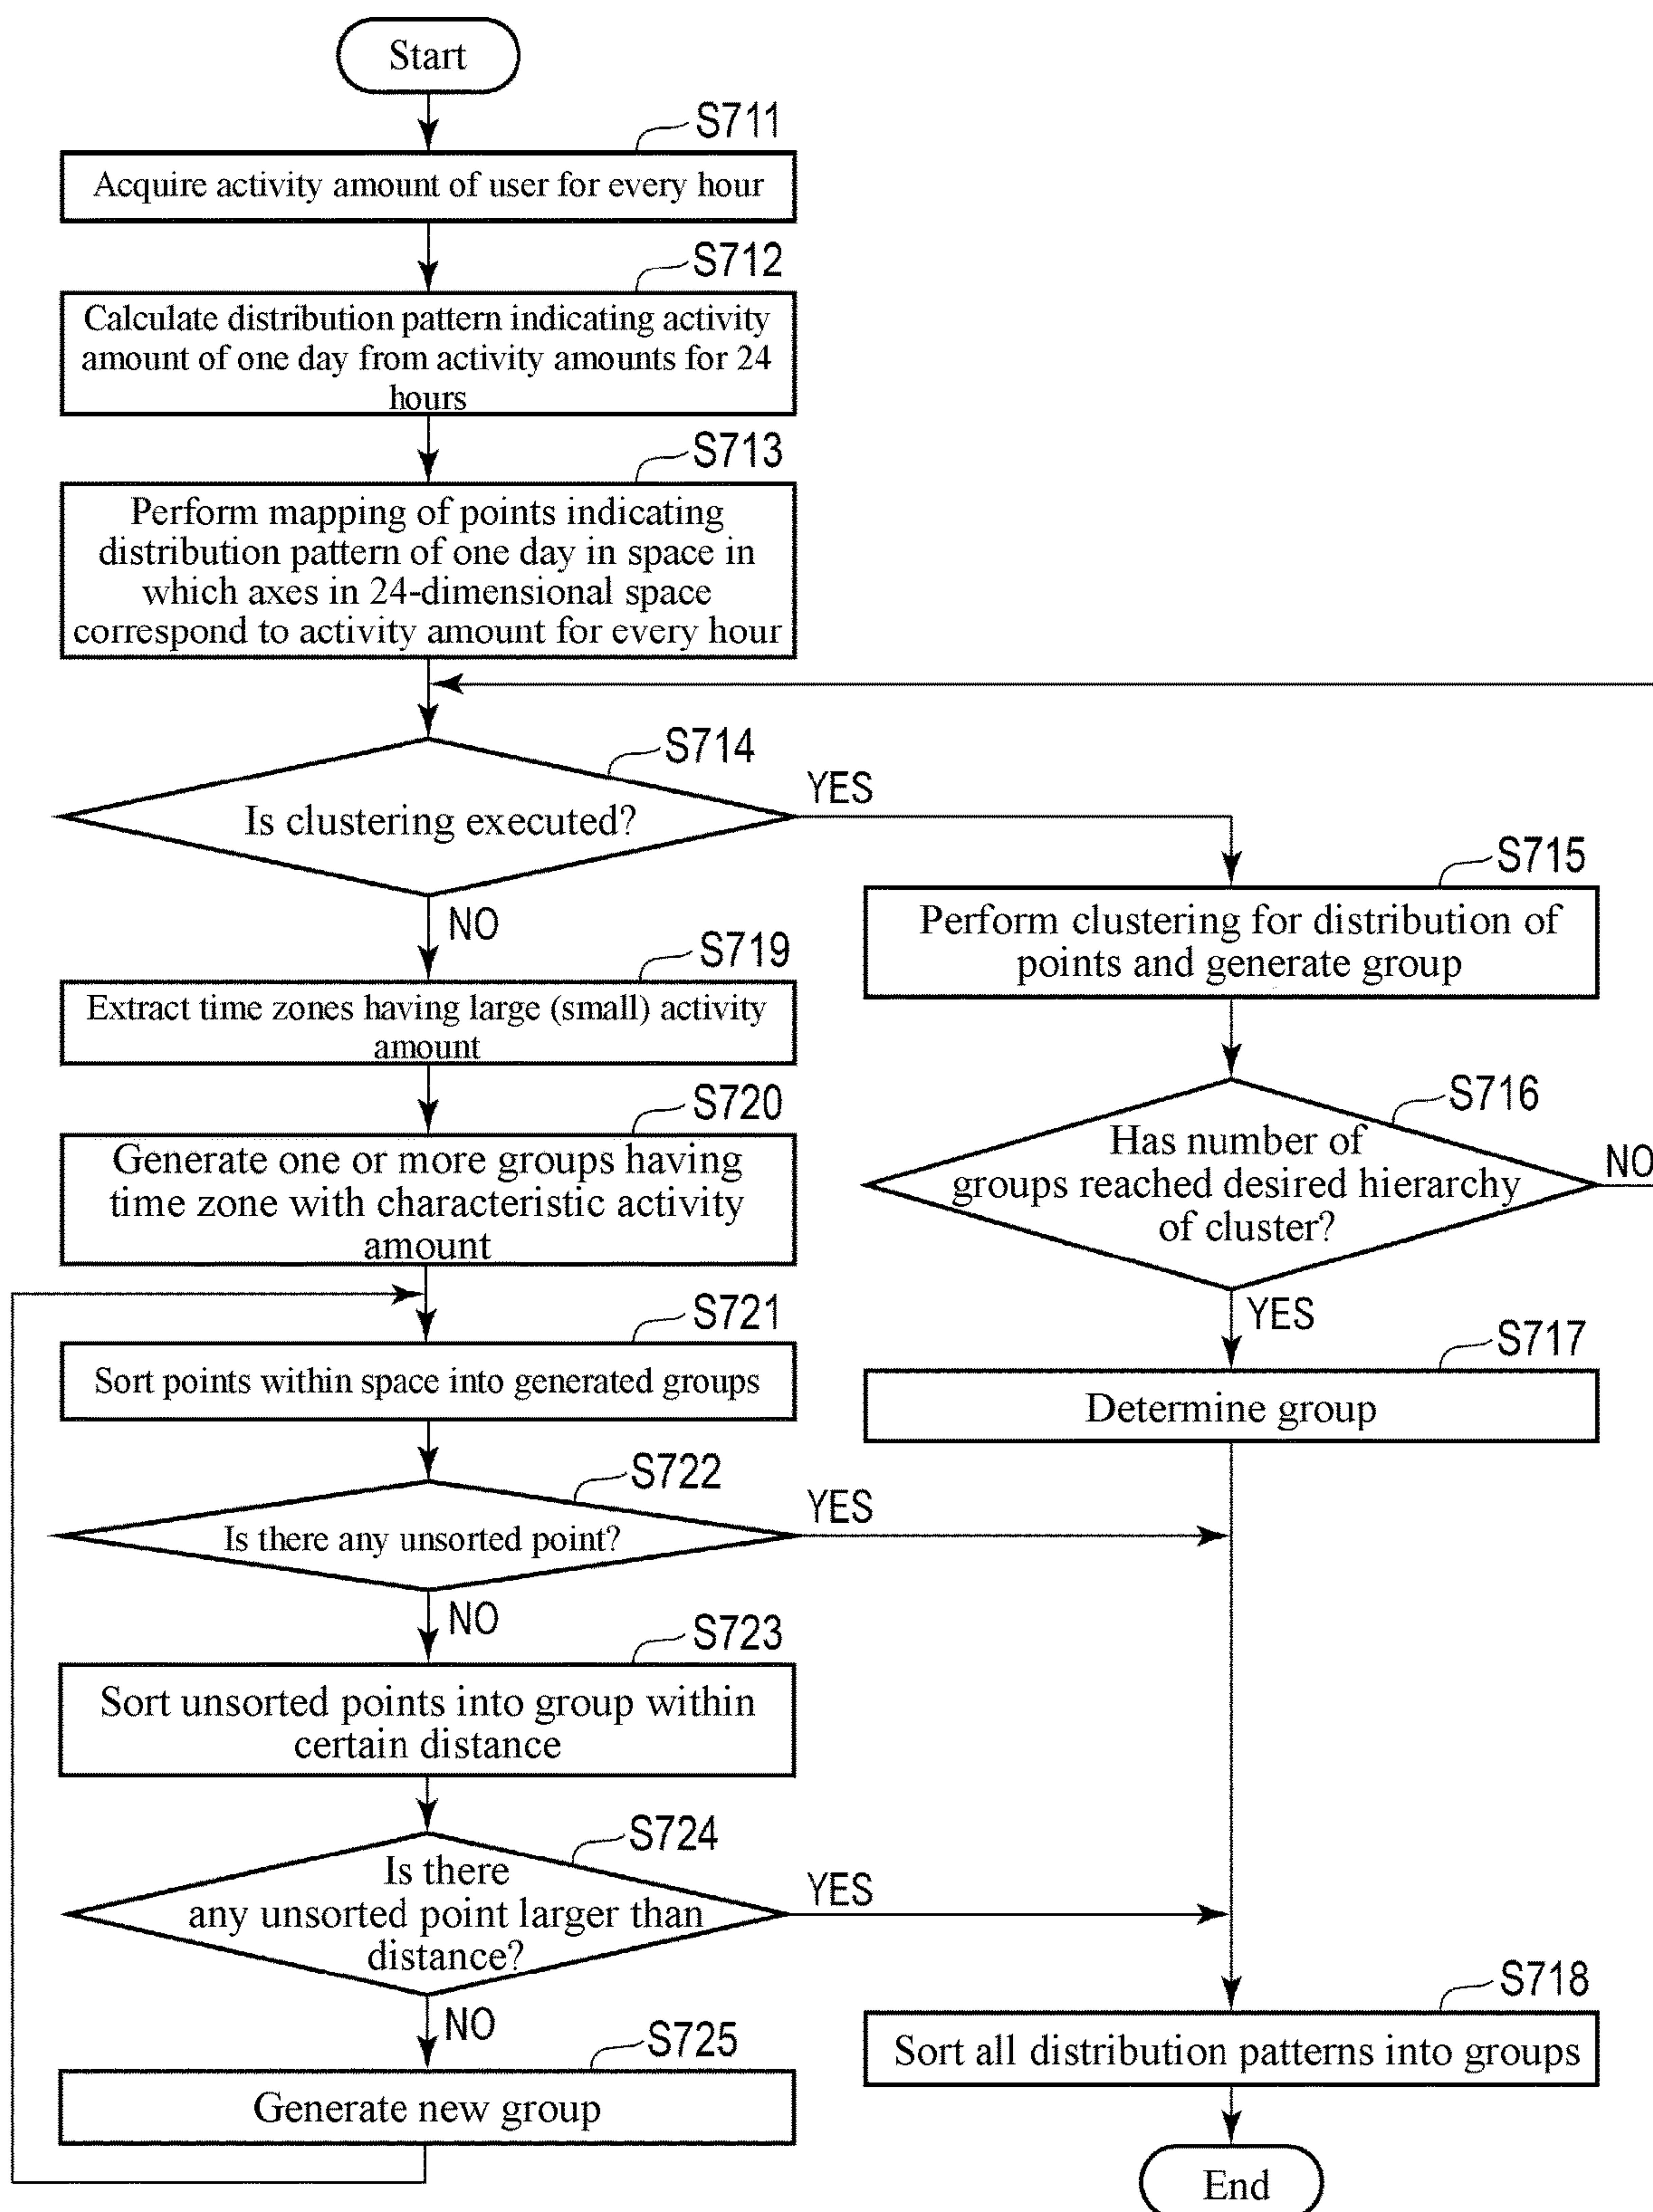 Start
S711
Acquire activity amount of user for every hour
S712
Calculate distribution pattern indicating activity
amount of one day from activity amounts for 24
hours
S713
Perform mapping of points indicating
distribution pattern of one day in space in
which axes in 24-dimensional space
correspond to activity amount for every hour
S714
Is clustering executed?
YES
NO
S715
Perform clustering for distribution of
points and generate group
S716
Has number of
groups reached desired hierarchy
of cluster?
NO
YES
S717
Determine group
S719
Extract time zones having large (small) activity
amount
S720
Generate one or more groups having
time zone with characteristic activity
amount
S721
Sort points within space into generated groups
S722
Is there any unsorted point?
YES
NO
S723
Sort unsorted points into group within
certain distance
S724
Is there
any unsorted point larger than
distance?
YES
NO
S725
Generate new group
S718
Sort all distribution patterns into groups
End